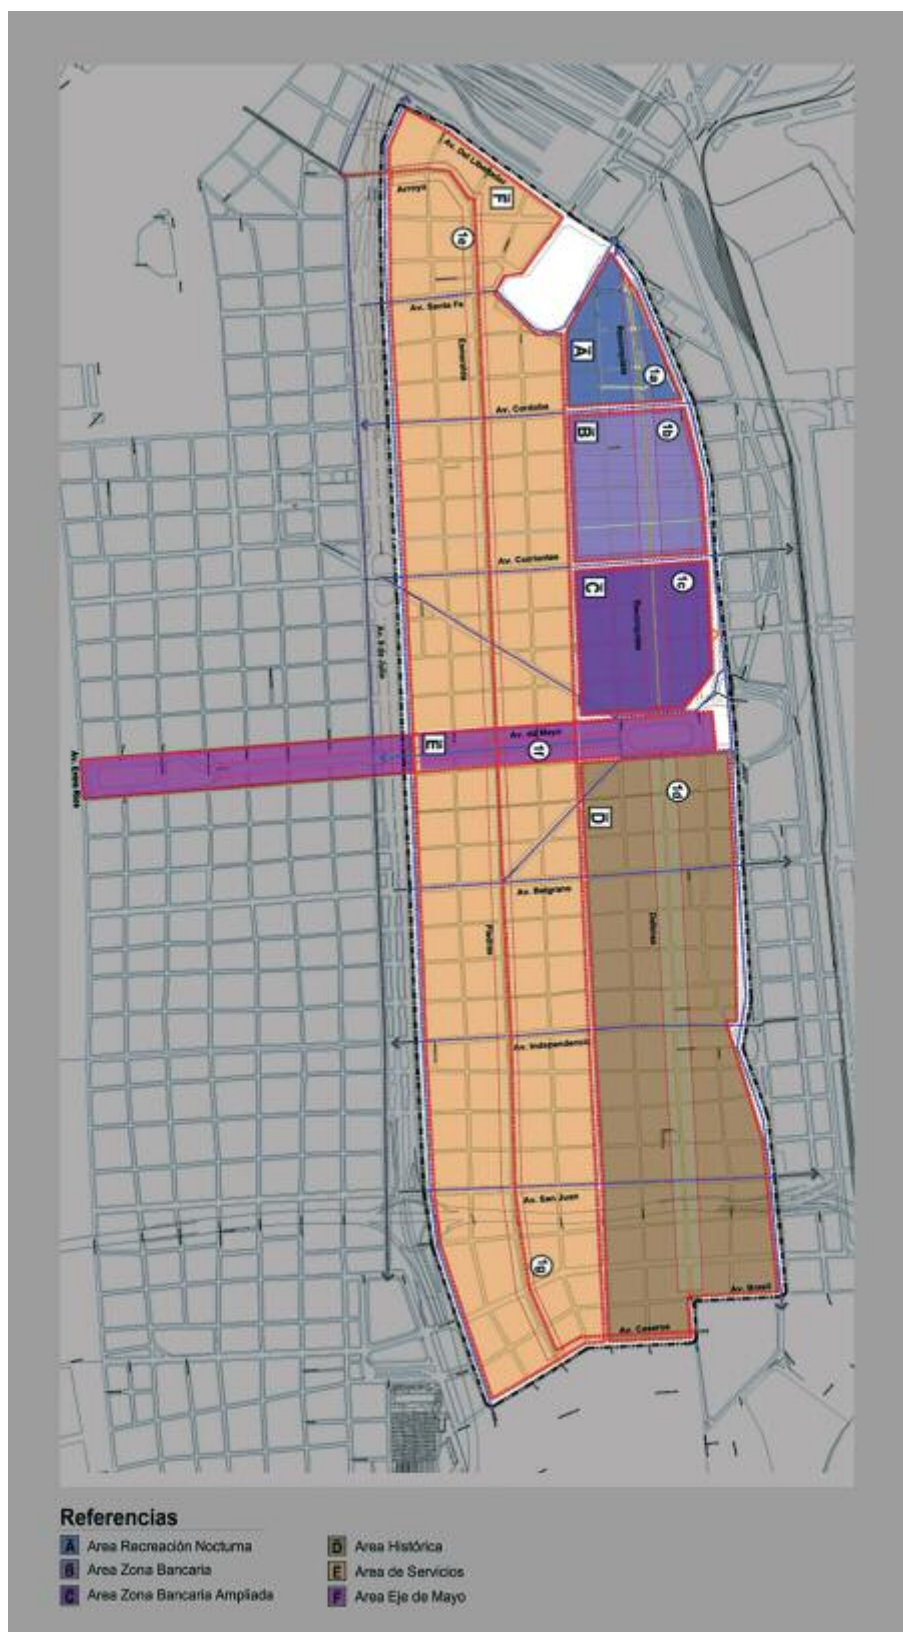 Av. Del Libertador
Arroyo
F
1e
Av. Santa Fe
Esmeralda
Reconquista
A
1a
Av. Cordoba
B
1b
Av. Corrientes
C
1c
Reconquista
Av. 9 de Julio
Av. de Mayo
E
1f
Av. Entre Rios
1d
D
Av. Belgrano
Piedras
Defensa
Av. Independencia
Av. San Juan
1g
Av. Brasil
Av. Caseros
Referencias
A Area Recreación Nocturna
B Area Zona Bancaria
C Area Zona Bancaria Ampliada
D Area Histórica
E Area de Servicios
F Area Eje de Mayo